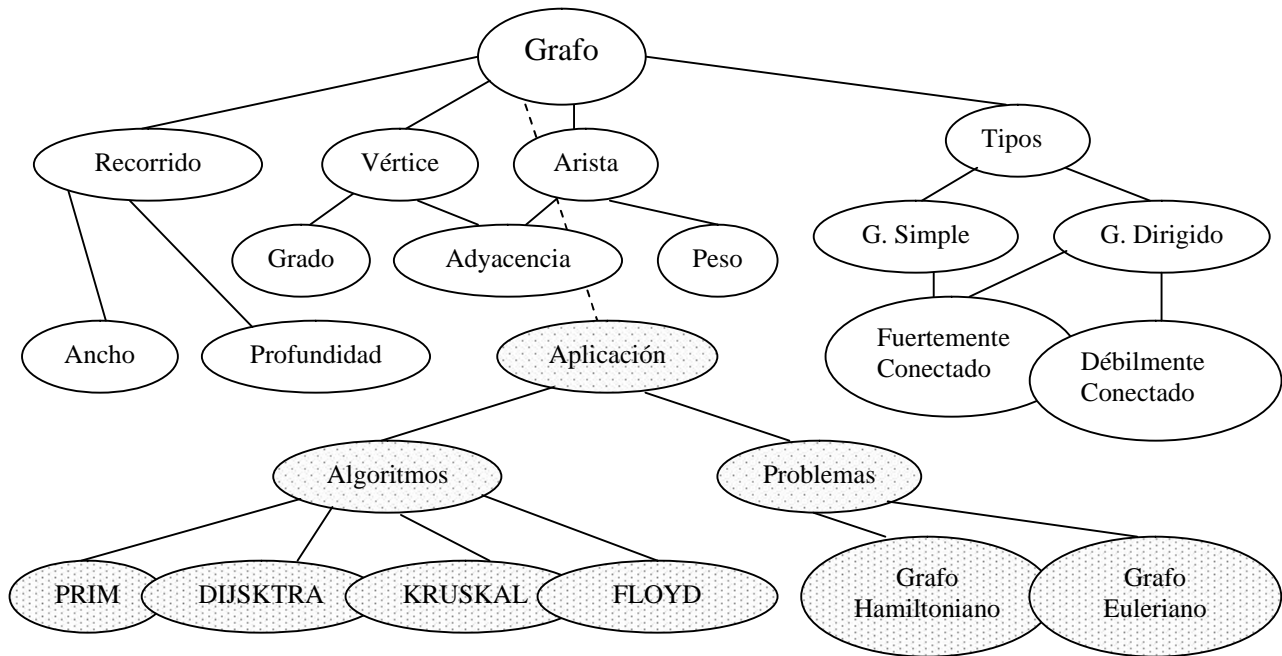 Grafo
Recorrido
Vértice
Arista
Tipos
G. Simple
G. Dirigido
Grado
Adyacencia
Peso
Ancho
Profundidad
Aplicación
Fuertemente
Conectado
Débilmente
Conectado
Algoritmos
Problemas
PRIM
DIJSKTRA
KRUSKAL
FLOYD
Grafo
Hamiltoniano
Grafo
Euleriano